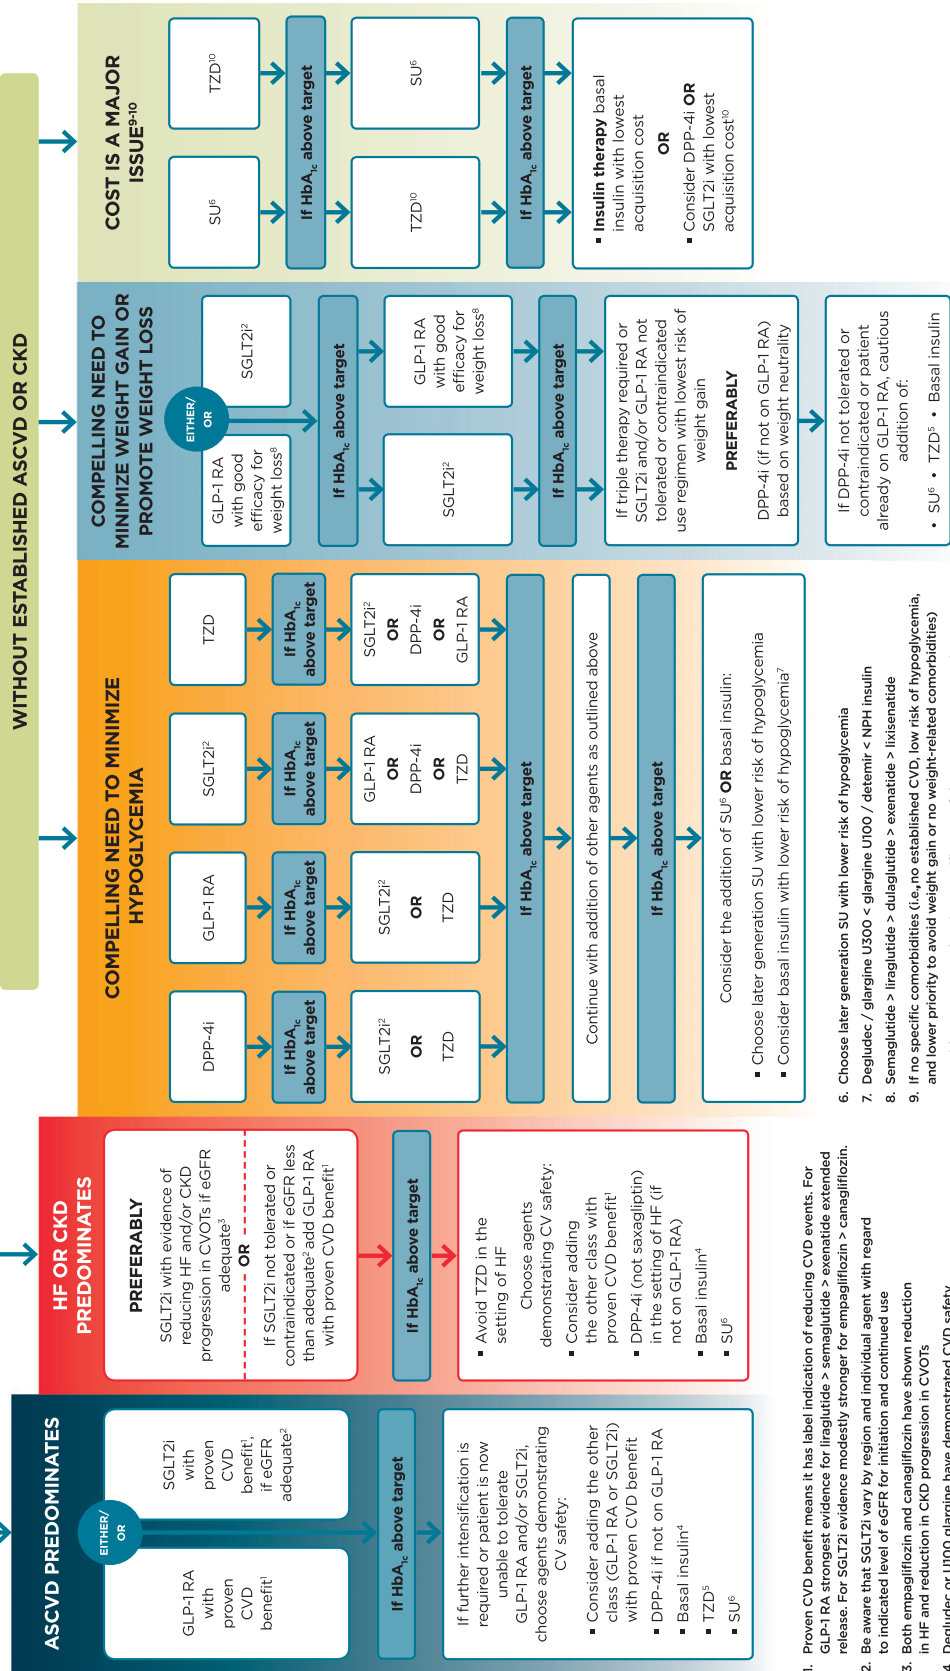 WITHOUT ESTABLISHED ASCVD OR CKD
ASCVD PREDOMINATES
EITHER/
OR
GLP-1 RA
with
proven
CVD
benefit¹
SGLT2i
with
proven
CVD
benefit¹,
if eGFR
adequate²
If HbA₁c above target
If further intensification is
required or patient is now
unable to tolerate
GLP-1 RA and/or SGLT2i,
choose agents demonstrating
CV safety:
▪ Consider adding the other
class (GLP-1 RA or SGLT2i)
with proven CVD benefit
▪ DPP-4i if not on GLP-1 RA
▪ Basal insulin⁴
▪ TZD⁵
▪ SU⁶
HF OR CKD
PREDOMINATES
PREFERABLY
SGLT2i with evidence of
reducing HF and/or CKD
progression in CVOTs if eGFR
adequate³
OR
If SGLT2i not tolerated or
contraindicated or if eGFR less
than adequate² add GLP-1 RA
with proven CVD benefit¹
If HbA₁c above target
▪ Avoid TZD in the
setting of HF
Choose agents
demonstrating CV safety:
▪ Consider adding
the other class with
proven CVD benefit¹
▪ DPP-4i (not saxagliptin)
in the setting of HF (if
not on GLP-1 RA)
▪ Basal insulin⁴
▪ SU⁶
COMPELLING NEED TO MINIMIZE
HYPOGLYCEMIA
DPP-4i
If HbA₁c
above target
SGLT2i²
OR
TZD
GLP-1 RA
If HbA₁c
above target
SGLT2i²
OR
TZD
SGLT2i²
If HbA₁c
above target
GLP-1 RA
OR
DPP-4i
OR
TZD
TZD
If HbA₁c
above target
SGLT2i²
OR
DPP-4i
OR
GLP-1 RA
If HbA₁c above target
Continue with addition of other agents as outlined above
If HbA₁c above target
Consider the addition of SU⁶ OR basal insulin:
▪ Choose later generation SU with lower risk of hypoglycemia
▪ Consider basal insulin with lower risk of hypoglycemia⁷
COMPELLING NEED TO
MINIMIZE WEIGHT GAIN OR
PROMOTE WEIGHT LOSS
EITHER/
OR
GLP-1 RA
with good
efficacy for
weight loss⁸
SGLT2i²
If HbA₁c above target
SGLT2i²
GLP-1 RA
with good
efficacy for
weight loss⁸
If HbA₁c above target
If triple therapy required or
SGLT2i and/or GLP-1 RA not
tolerated or contraindicated
use regimen with lowest risk of
weight gain
PREFERABLY
DPP-4i (if not on GLP-1 RA)
based on weight neutrality
If DPP-4i not tolerated or
contraindicated or patient
already on GLP-1 RA, cautious
addition of:
• SU⁶ • TZD⁵ • Basal insulin
COST IS A MAJOR
ISSUE⁹⁻¹⁰
SU⁶
TZD¹⁰
If HbA₁c above target
TZD¹⁰
SU⁶
If HbA₁c above target
▪ Insulin therapy basal
insulin with lowest
acquisition cost
OR
▪ Consider DPP-4i OR
SGLT2i with lowest
acquisition cost¹⁰
1. Proven CVD benefit means it has label indication of reducing CVD events. For
GLP-1 RA strongest evidence for liraglutide > semaglutide > exenatide extended
release. For SGLT2i evidence modestly stronger for empagliflozin > canagliflozin.
2. Be aware that SGLT2i vary by region and individual agent with regard
to indicated level of eGFR for initiation and continued use
3. Both empagliflozin and canagliflozin have shown reduction
in HF and reduction in CKD progression in CVOTs
4. Degludec or U100 glargine have demonstrated CVD safety
6. Choose later generation SU with lower risk of hypoglycemia
7. Degludec / glargine U300 < glargine U100 / detemir < NPH insulin
8. Semaglutide > liraglutide > dulaglutide > exenatide > lixisenatide
9. If no specific comorbidities (i.e., no established CVD, low risk of hypoglycemia,
and lower priority to avoid weight gain or no weight-related comorbidities)